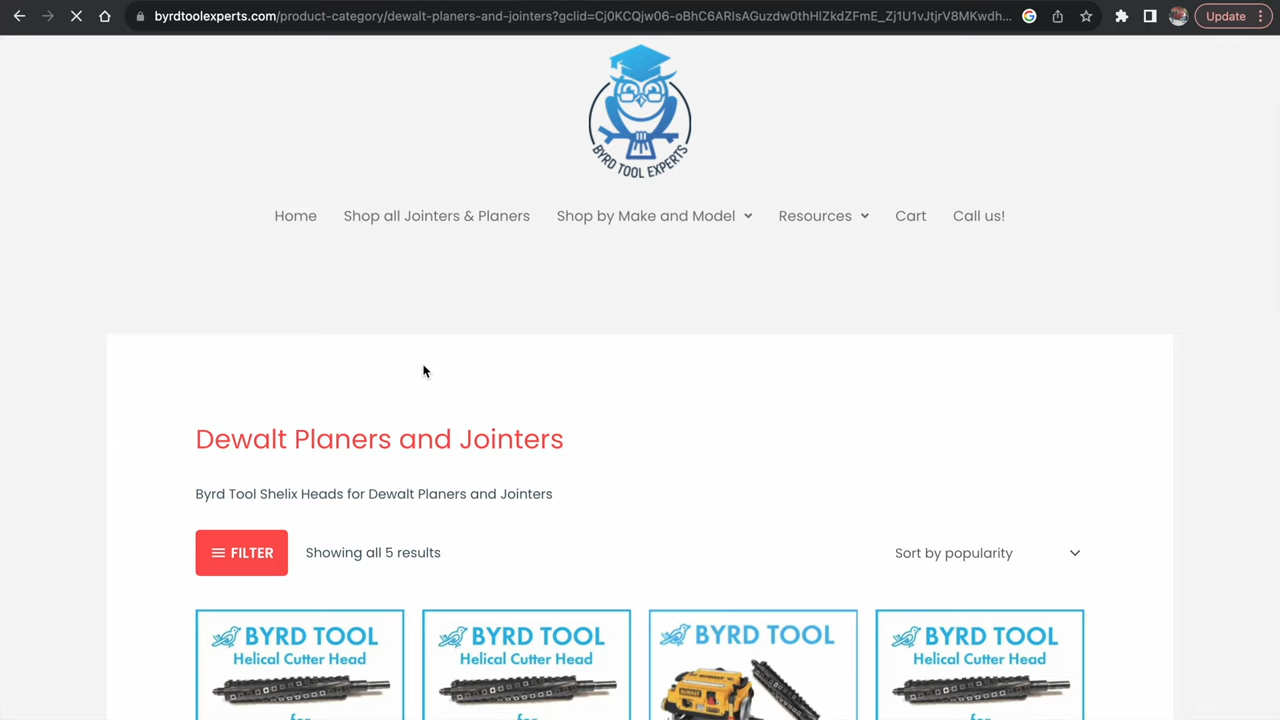 byrdtoolexperts.com/product-category/dewalt-planers-and-jointers?gclid=Cj0KCQjw06-oBhC6ARIsAGuzdw0thHlZkdZFmE_Zj1U1vJtjrV8MKwdh...
Update
BYRD TOOL EXPERTS
Home Shop all Jointers & Planers Shop by Make and Model Resources Cart Call us!
Dewalt Planers and Jointers
Byrd Tool Shelix Heads for Dewalt Planers and Jointers
FILTER Showing all 5 results Sort by popularity
BYRD TOOL BYRD TOOL BYRD TOOL BYRD TOOL
Helical Cutter Head Helical Cutter Head Helical Cutter Head
DEWALT
for for for